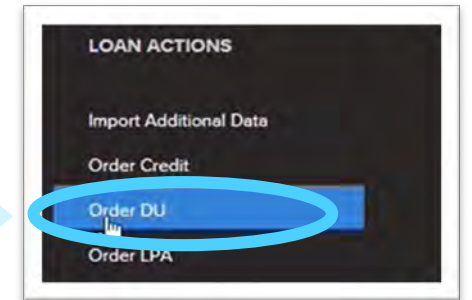 LOAN ACTIONS
Import Additional Data
Order Credit
Order DU
Order LPA